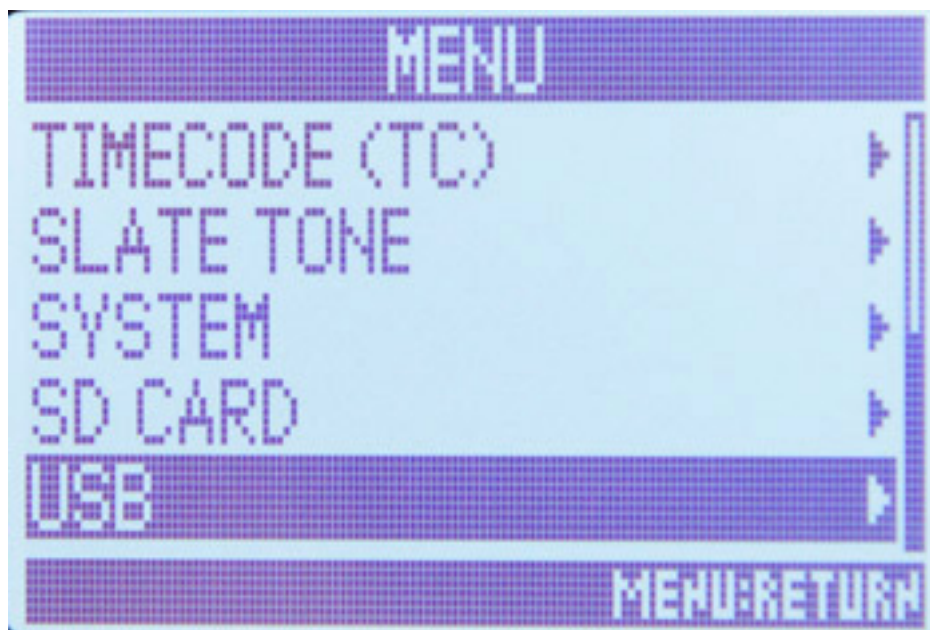 MENU
TIMECODE (TC)
SLATE TONE
SYSTEM
SD CARD
USB
MENU:RETURN